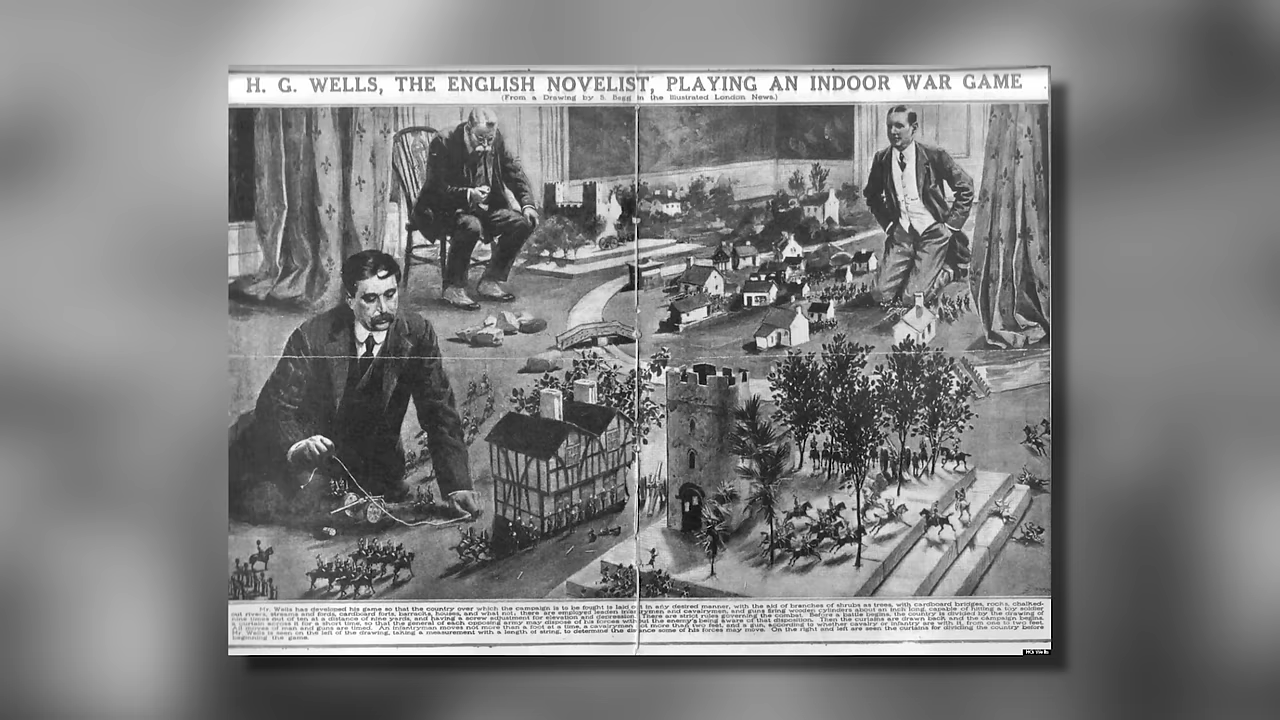 H. G. WELLS, THE ENGLISH NOVELIST, PLAYING AN INDOOR WAR GAME
(From a Drawing by S. Begg in the Illustrated London News.)
Mr. Wells has developed his game so that the country over which the campaign is to be fought is laid out in any desired manner, with the aid of branches of shrubs as trees, with cardboard bridges, rocks, chalked-
out rivers, streams and fords, cardboard forts, barracks, houses, and what not; there are employed leaden infantrymen and cavalrymen, and guns firing wooden cylinders about an inch long, capable of hitting a toy soldier
nine times out of ten at a distance of nine yards, and having a screw adjustment for elevation and depression. There are strict rules governing the combat. Before a battle begins, the country is divided by the drawing of
a curtain across it for a short time, so that the general of each opposing army may dispose of his forces without the enemy's being aware of that disposition. Then the curtains are drawn back and the campaign begins.
All moves of men and guns are timed. An infantryman moves not more than a foot at a time, a cavalryman not more than two feet, and a gun, according to whether cavalry or infantry are with it, from one to two feet.
Mr Wells is seen on the left of the drawing, taking a measurement with a length of string, to determine the distance some of his forces may move. On the right and left are seen the curtains for dividing the country before
beginning the game.
HG Wells